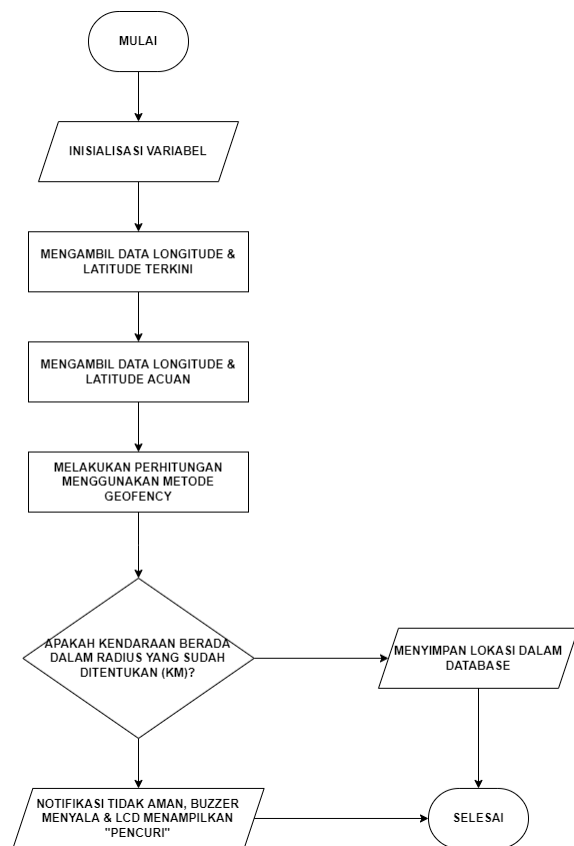 MULAI
INISIALISASI VARIABEL
MENGAMBIL DATA LONGITUDE &
LATITUDE TERKINI
MENGAMBIL DATA LONGITUDE &
LATITUDE ACUAN
MELAKUKAN PERHITUNGAN
MENGGUNAKAN METODE
GEOFENCY
APAKAH KENDARAAN BERADA
DALAM RADIUS YANG SUDAH
DITENTUKAN (KM)?
MENYIMPAN LOKASI DALAM
DATABASE
NOTIFIKASI TIDAK AMAN, BUZZER
MENYALA & LCD MENAMPILKAN
"PENCURI"
SELESAI